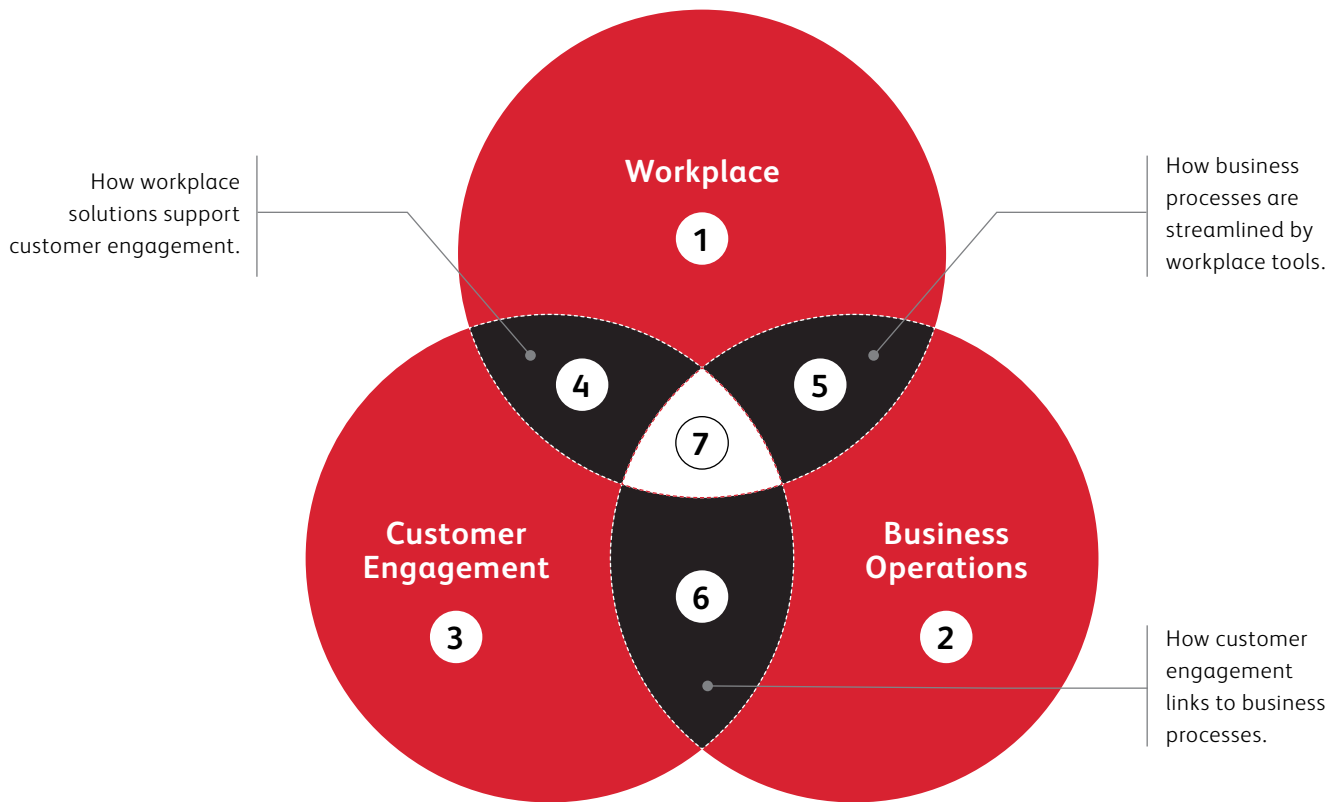 Workplace
1
How workplace
solutions support
customer engagement.
How business
processes are
streamlined by
workplace tools.
4
5
7
Customer
Engagement
3
6
Business
Operations
2
How customer
engagement
links to business
processes.